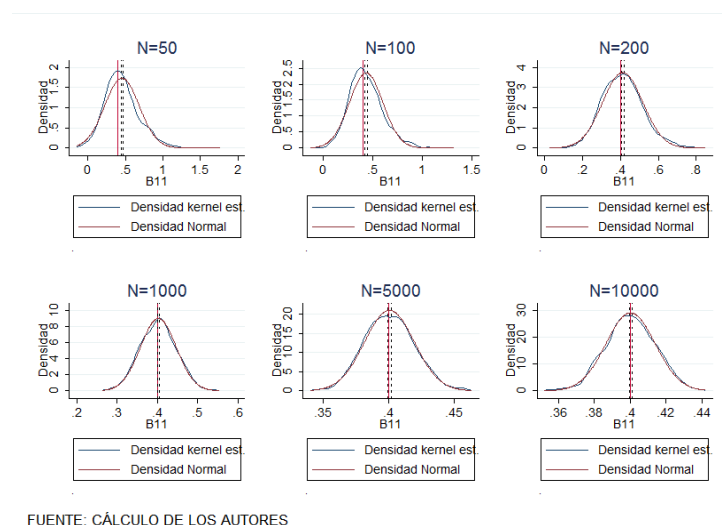 N=50
Densidad
0 .5 1 1.5 2
0 .5 1 1.5 2
B11
Densidad kernel est.
Densidad Normal
N=100
Densidad
0 .5 1 1.5 2 2.5
0 .5 1 1.5
B11
Densidad kernel est.
Densidad Normal
N=200
Densidad
0 1 2 3 4
0 .2 .4 .6 .8
B11
Densidad kernel est.
Densidad Normal
N=1000
Densidad
0 2 4 6 8 10
.2 .3 .4 .5 .6
B11
Densidad kernel est.
Densidad Normal
N=5000
Densidad
0 5 10 15 20
.35 .4 .45
B11
Densidad kernel est.
Densidad Normal
N=10000
Densidad
0 10 20 30
.36 .38 .4 .42 .44
B11
Densidad kernel est.
Densidad Normal
FUENTE: CÁLCULO DE LOS AUTORES